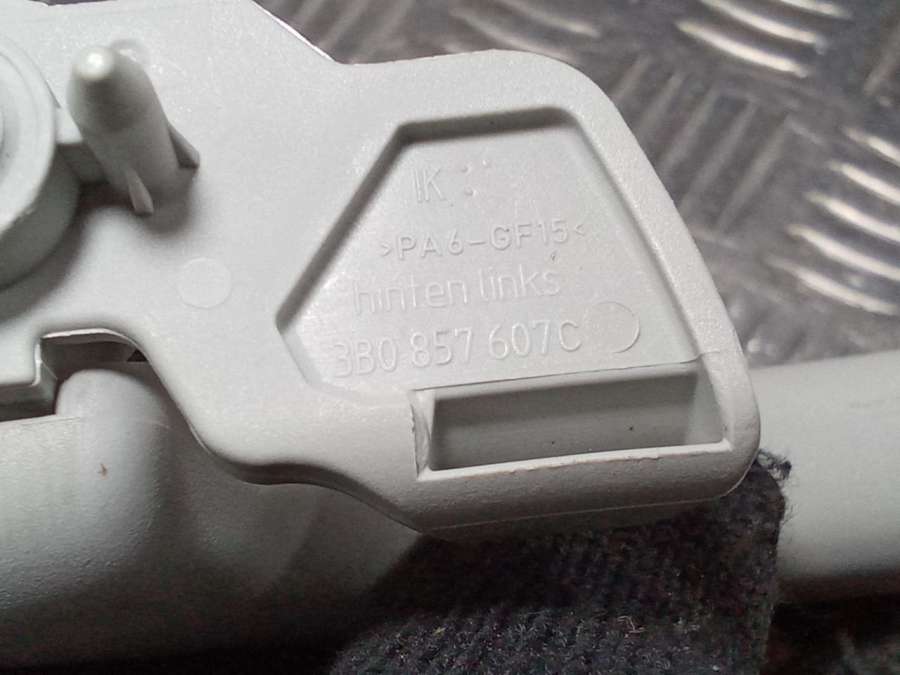 IK
>PA6-GF15<
hinten links
3B0 857 607C